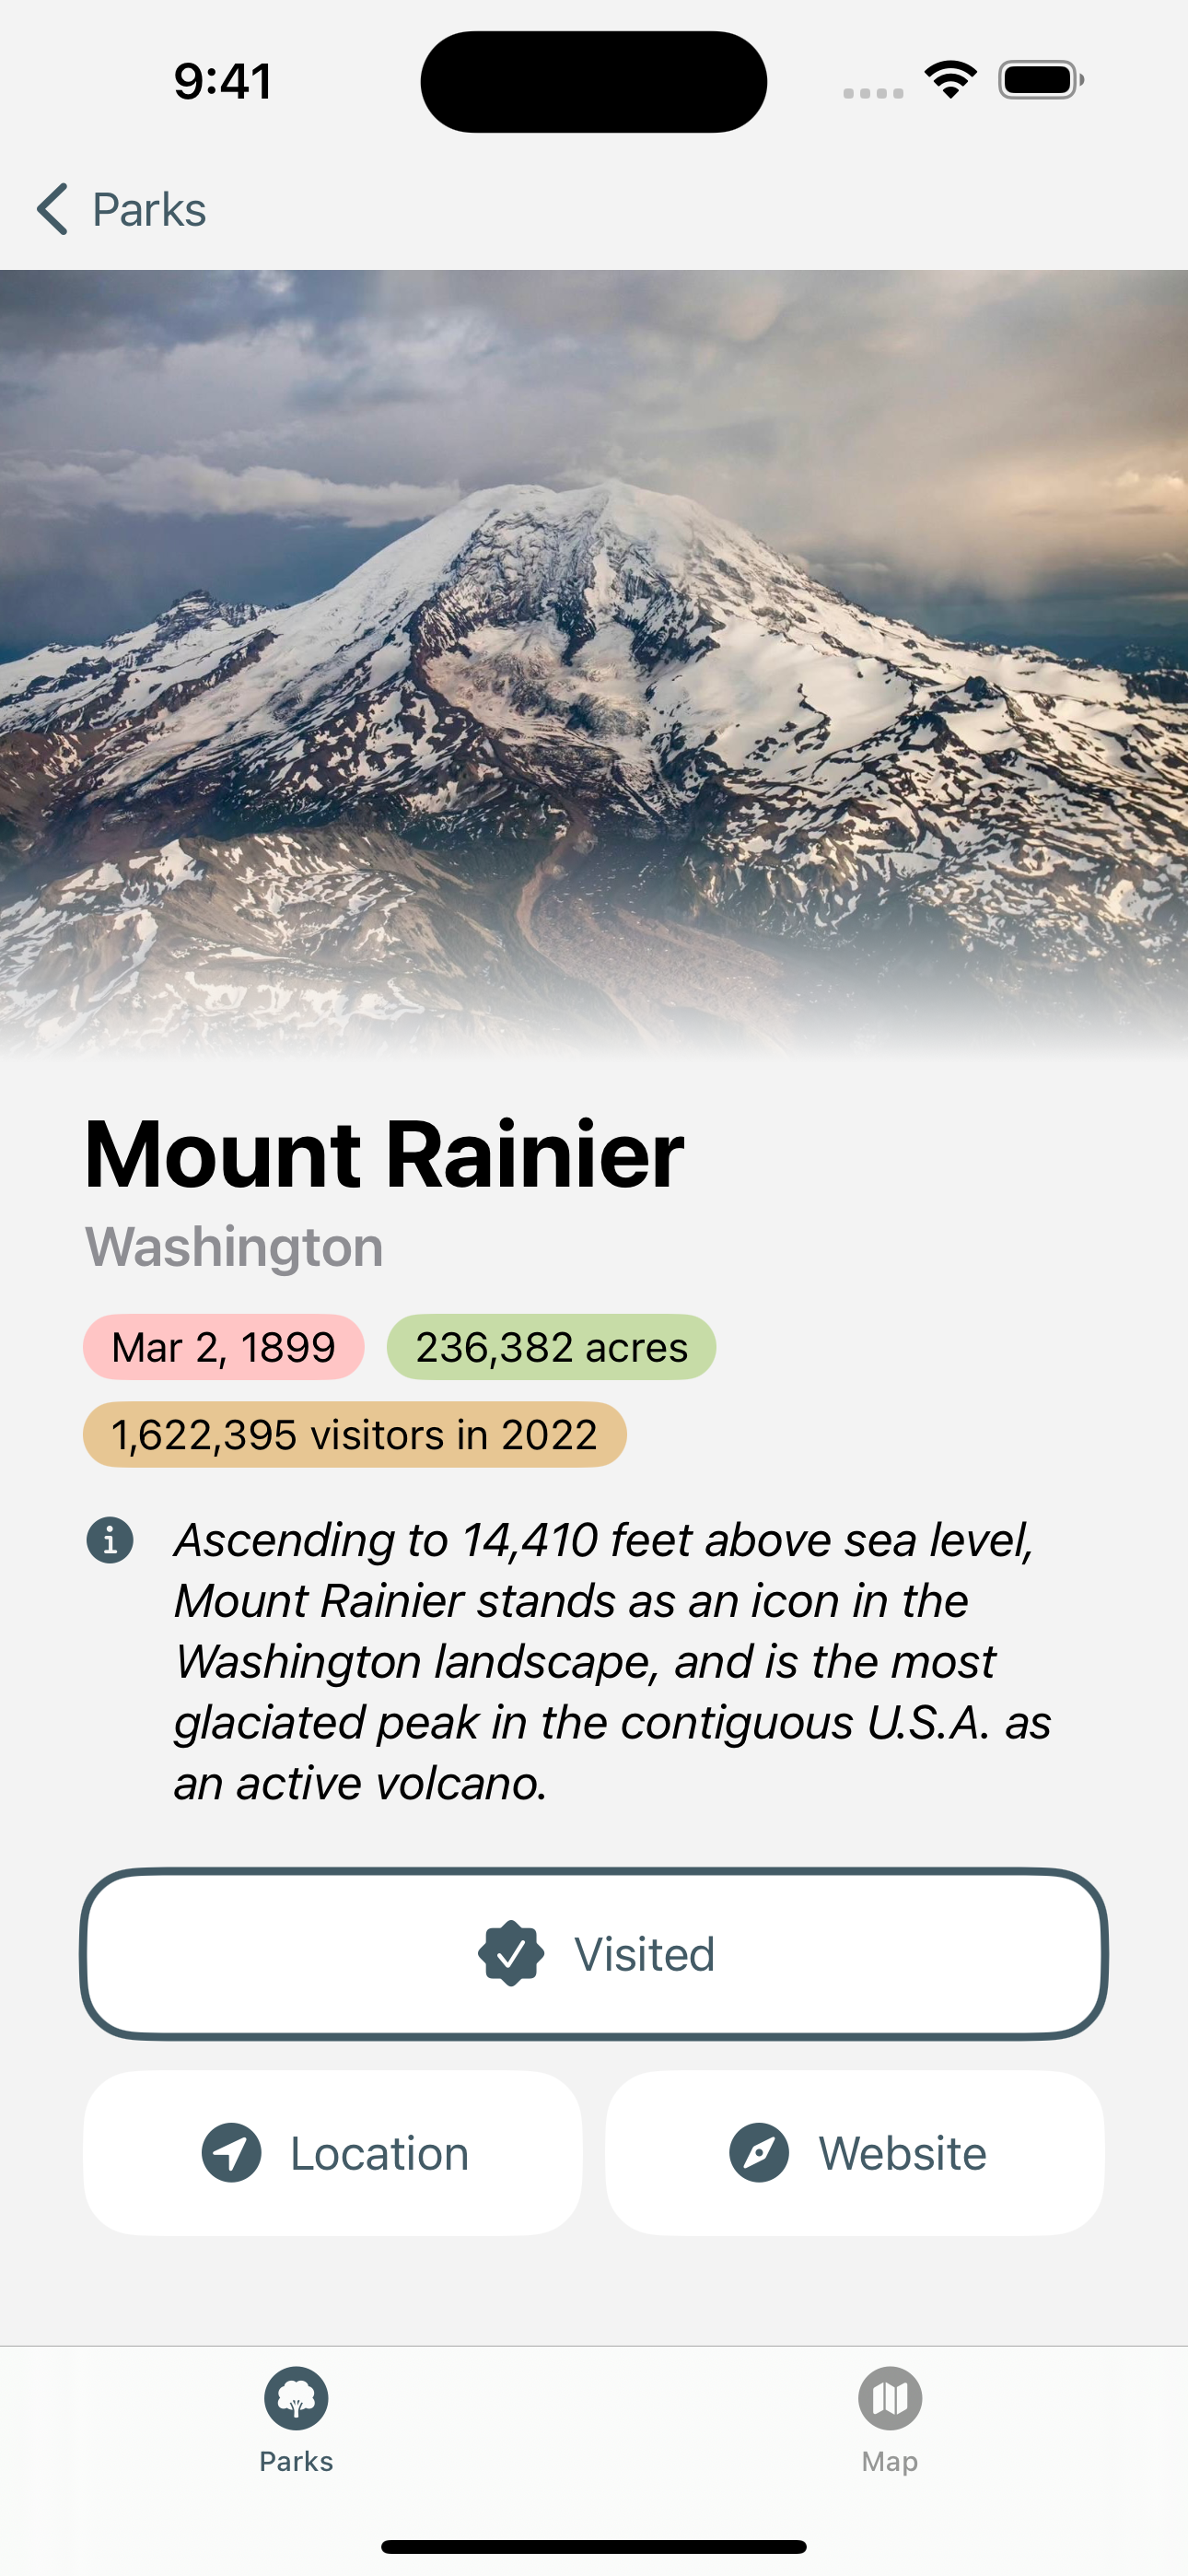 9:41
Parks
Mount Rainier
Washington
Mar 2, 1899 236,382 acres
1,622,395 visitors in 2022
Ascending to 14,410 feet above sea level,
Mount Rainier stands as an icon in the
Washington landscape, and is the most
glaciated peak in the contiguous U.S.A. as
an active volcano.
Visited
Location Website
Parks Map